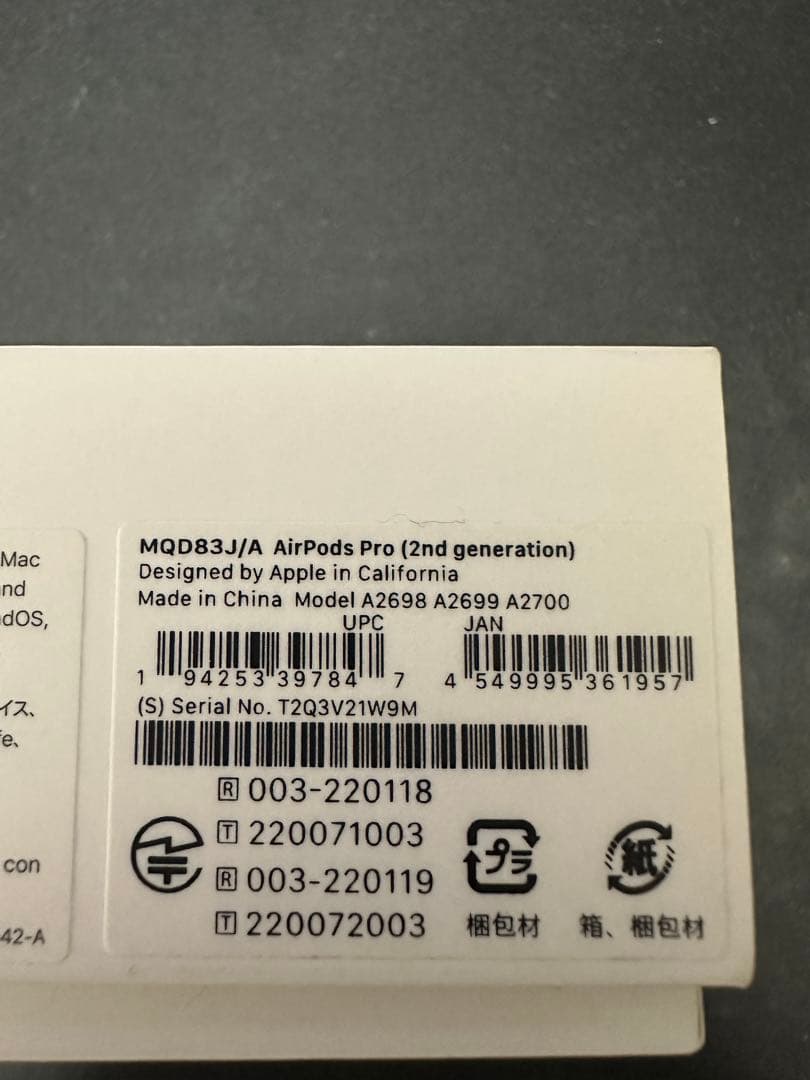 Mac
nd
dOS,
イス、
fe、
con
42-A
MQD83J/A AirPods Pro (2nd generation)
Designed by Apple in California
Made in China Model A2698 A2699 A2700
UPC JAN
1 94253 39784 7 4 549995 361957
(S) Serial No. T2Q3V21W9M
R 003-220118
T 220071003
R 003-220119
T 220072003
プラ
紙
梱包材
箱、梱包材